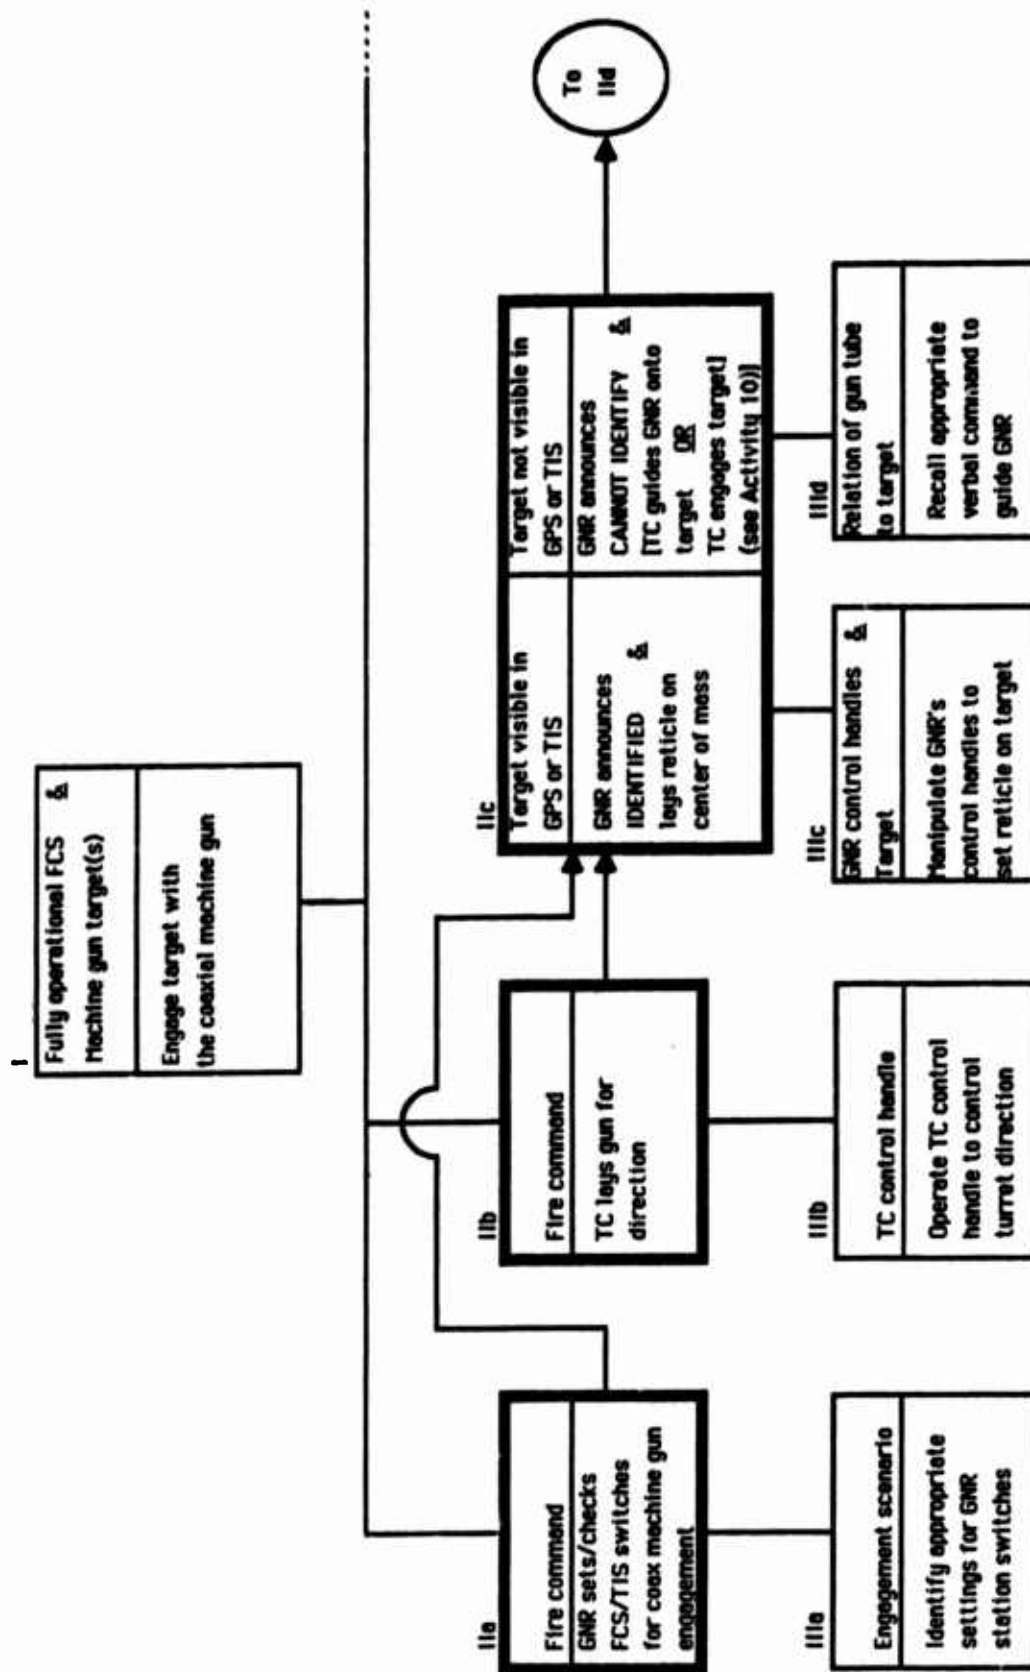 I
Fully operational FCS &
Machine gun target(s)
Engage target with
the coaxial machine gun
IIa
Fire command
GNR sets/checks
FCS/TIS switches
for coax machine gun
engagement
IIb
Fire command
TC lays gun for
direction
IIc
Target visible in
GPS or TIS
GNR announces
IDENTIFIED &
lays reticle on
center of mass
Target not visible in
GPS or TIS
GNR announces
CANNOT IDENTIFY &
[TC guides GNR onto
target OR
TC engages target]
(see Activity 10)]
To
IId
IIIa
Engagement scenario
Identify appropriate
settings for GNR
station switches
IIIb
TC control handle
Operate TC control
handle to control
turret direction
IIIc
GNR control handles &
Target
Manipulate GNR's
control handles to
set reticle on target
IIId
Relation of gun tube
to target
Recall appropriate
verbal command to
guide GNR